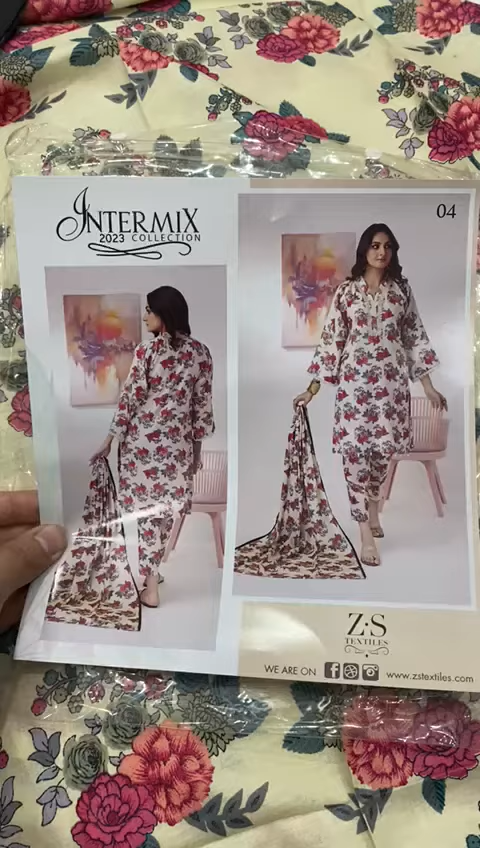 INTERMIX
2023 COLLECTION
04
Z.S
TEXTILES
WE ARE ON
www.zstextiles.com